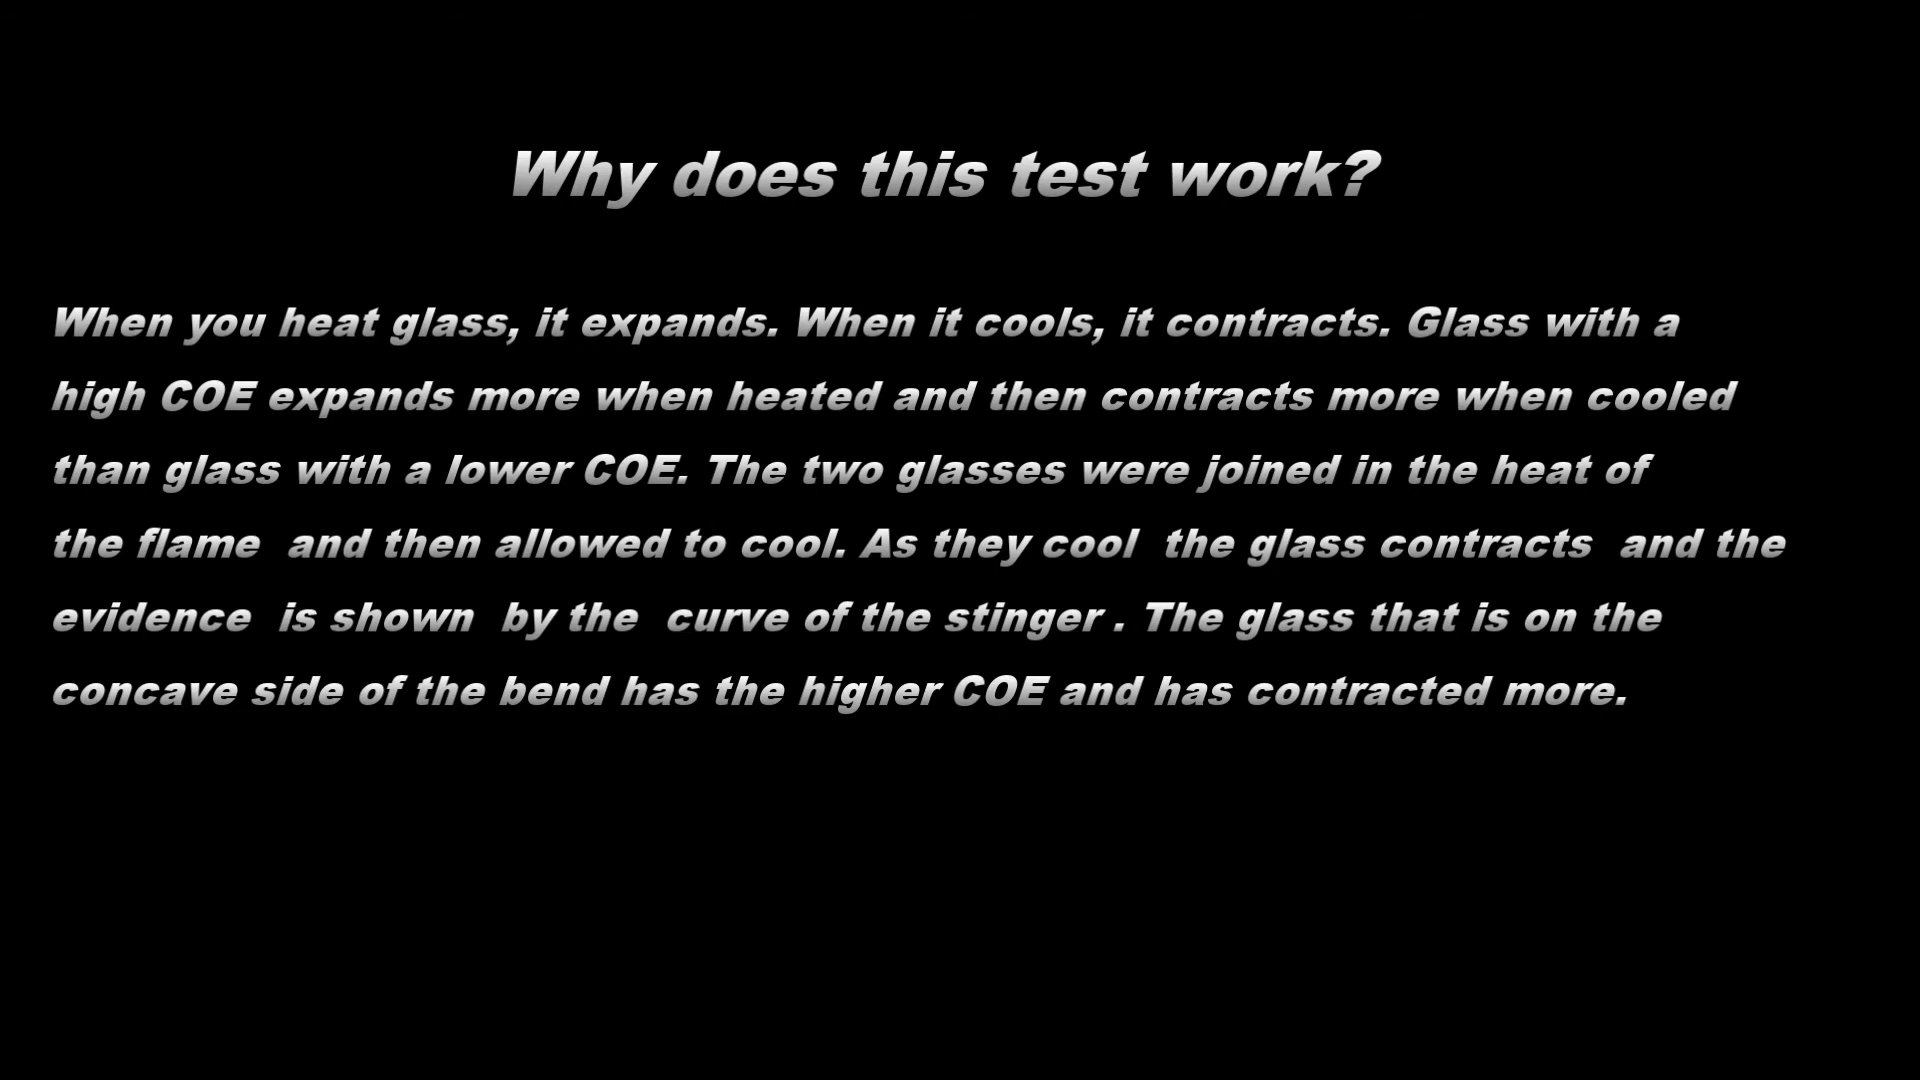 Why does this test work?
When you heat glass, it expands. When it cools, it contracts. Glass with a
high COE expands more when heated and then contracts more when cooled
than glass with a lower COE. The two glasses were joined in the heat of
the flame  and then allowed to cool. As they cool  the glass contracts  and the
evidence  is shown  by the  curve of the stinger . The glass that is on the
concave side of the bend has the higher COE and has contracted more.